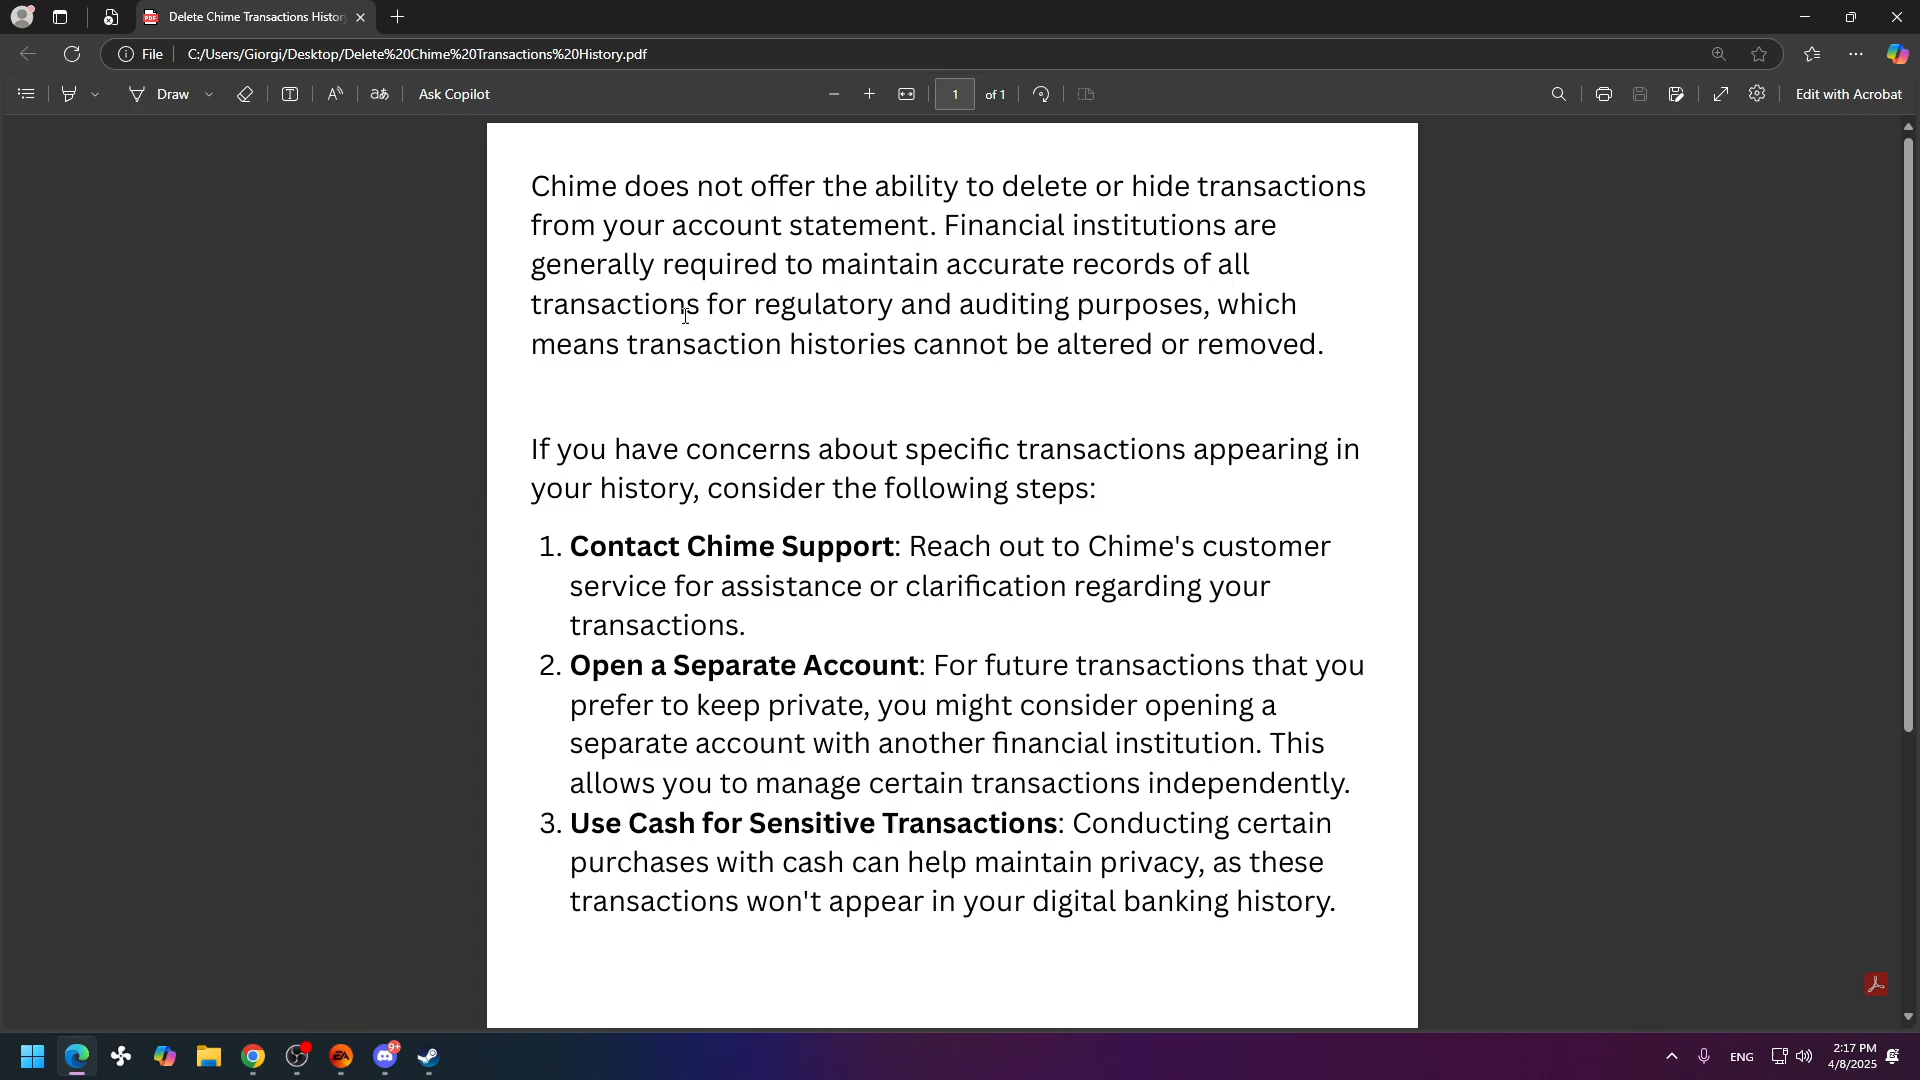 Delete Chime Transactions Histor
File
C:/Users/Giorgi/Desktop/Delete%20Chime%20Transactions%20History.pdf
Draw
aあ
Ask Copilot
1
of 1
Edit with Acrobat
Chime does not offer the ability to delete or hide transactions
from your account statement. Financial institutions are
generally required to maintain accurate records of all
transactions for regulatory and auditing purposes, which
means transaction histories cannot be altered or removed.
If you have concerns about specific transactions appearing in
your history, consider the following steps:
1. Contact Chime Support: Reach out to Chime's customer
service for assistance or clarification regarding your
transactions.
2. Open a Separate Account: For future transactions that you
prefer to keep private, you might consider opening a
separate account with another financial institution. This
allows you to manage certain transactions independently.
3. Use Cash for Sensitive Transactions: Conducting certain
purchases with cash can help maintain privacy, as these
transactions won't appear in your digital banking history.
EA
9+
ENG
2:17 PM
4/8/2025